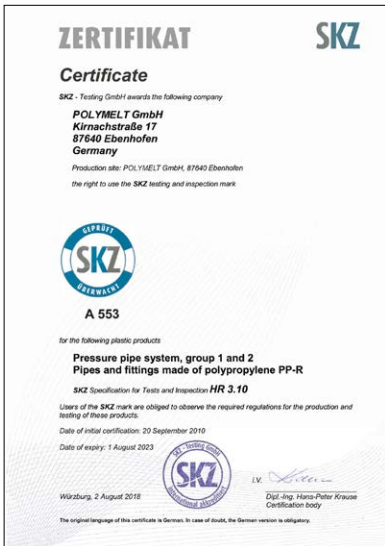 ZERTIFIKAT
SKZ
Certificate
SKZ - Testing GmbH awards the following company
POLYMELT GmbH
Kirnachstraße 17
87640 Ebenhofen
Germany
Production site: POLYMELT GmbH, 87640 Ebenhofen
the right to use the SKZ testing and inspection mark
GEPRÜFT
SKZ
ÜBERWACHT
A 553
for the following plastic products
Pressure pipe system, group 1 and 2
Pipes and fittings made of polypropylene PP-R
SKZ Specification for Tests and Inspection HR 3.10
Users of the SKZ mark are obliged to observe the required regulations for the production and
testing of these products.
Date of initial certification: 20 September 2010
Date of expiry: 1 August 2023
SKZ - Testing GmbH
SKZ
international akkreditiert
i.V.
Würzburg, 2 August 2018
Dipl.-Ing. Hans-Peter Krause
Certification body
The original language of this certificate is German. In case of doubt, the German version is obligatory.